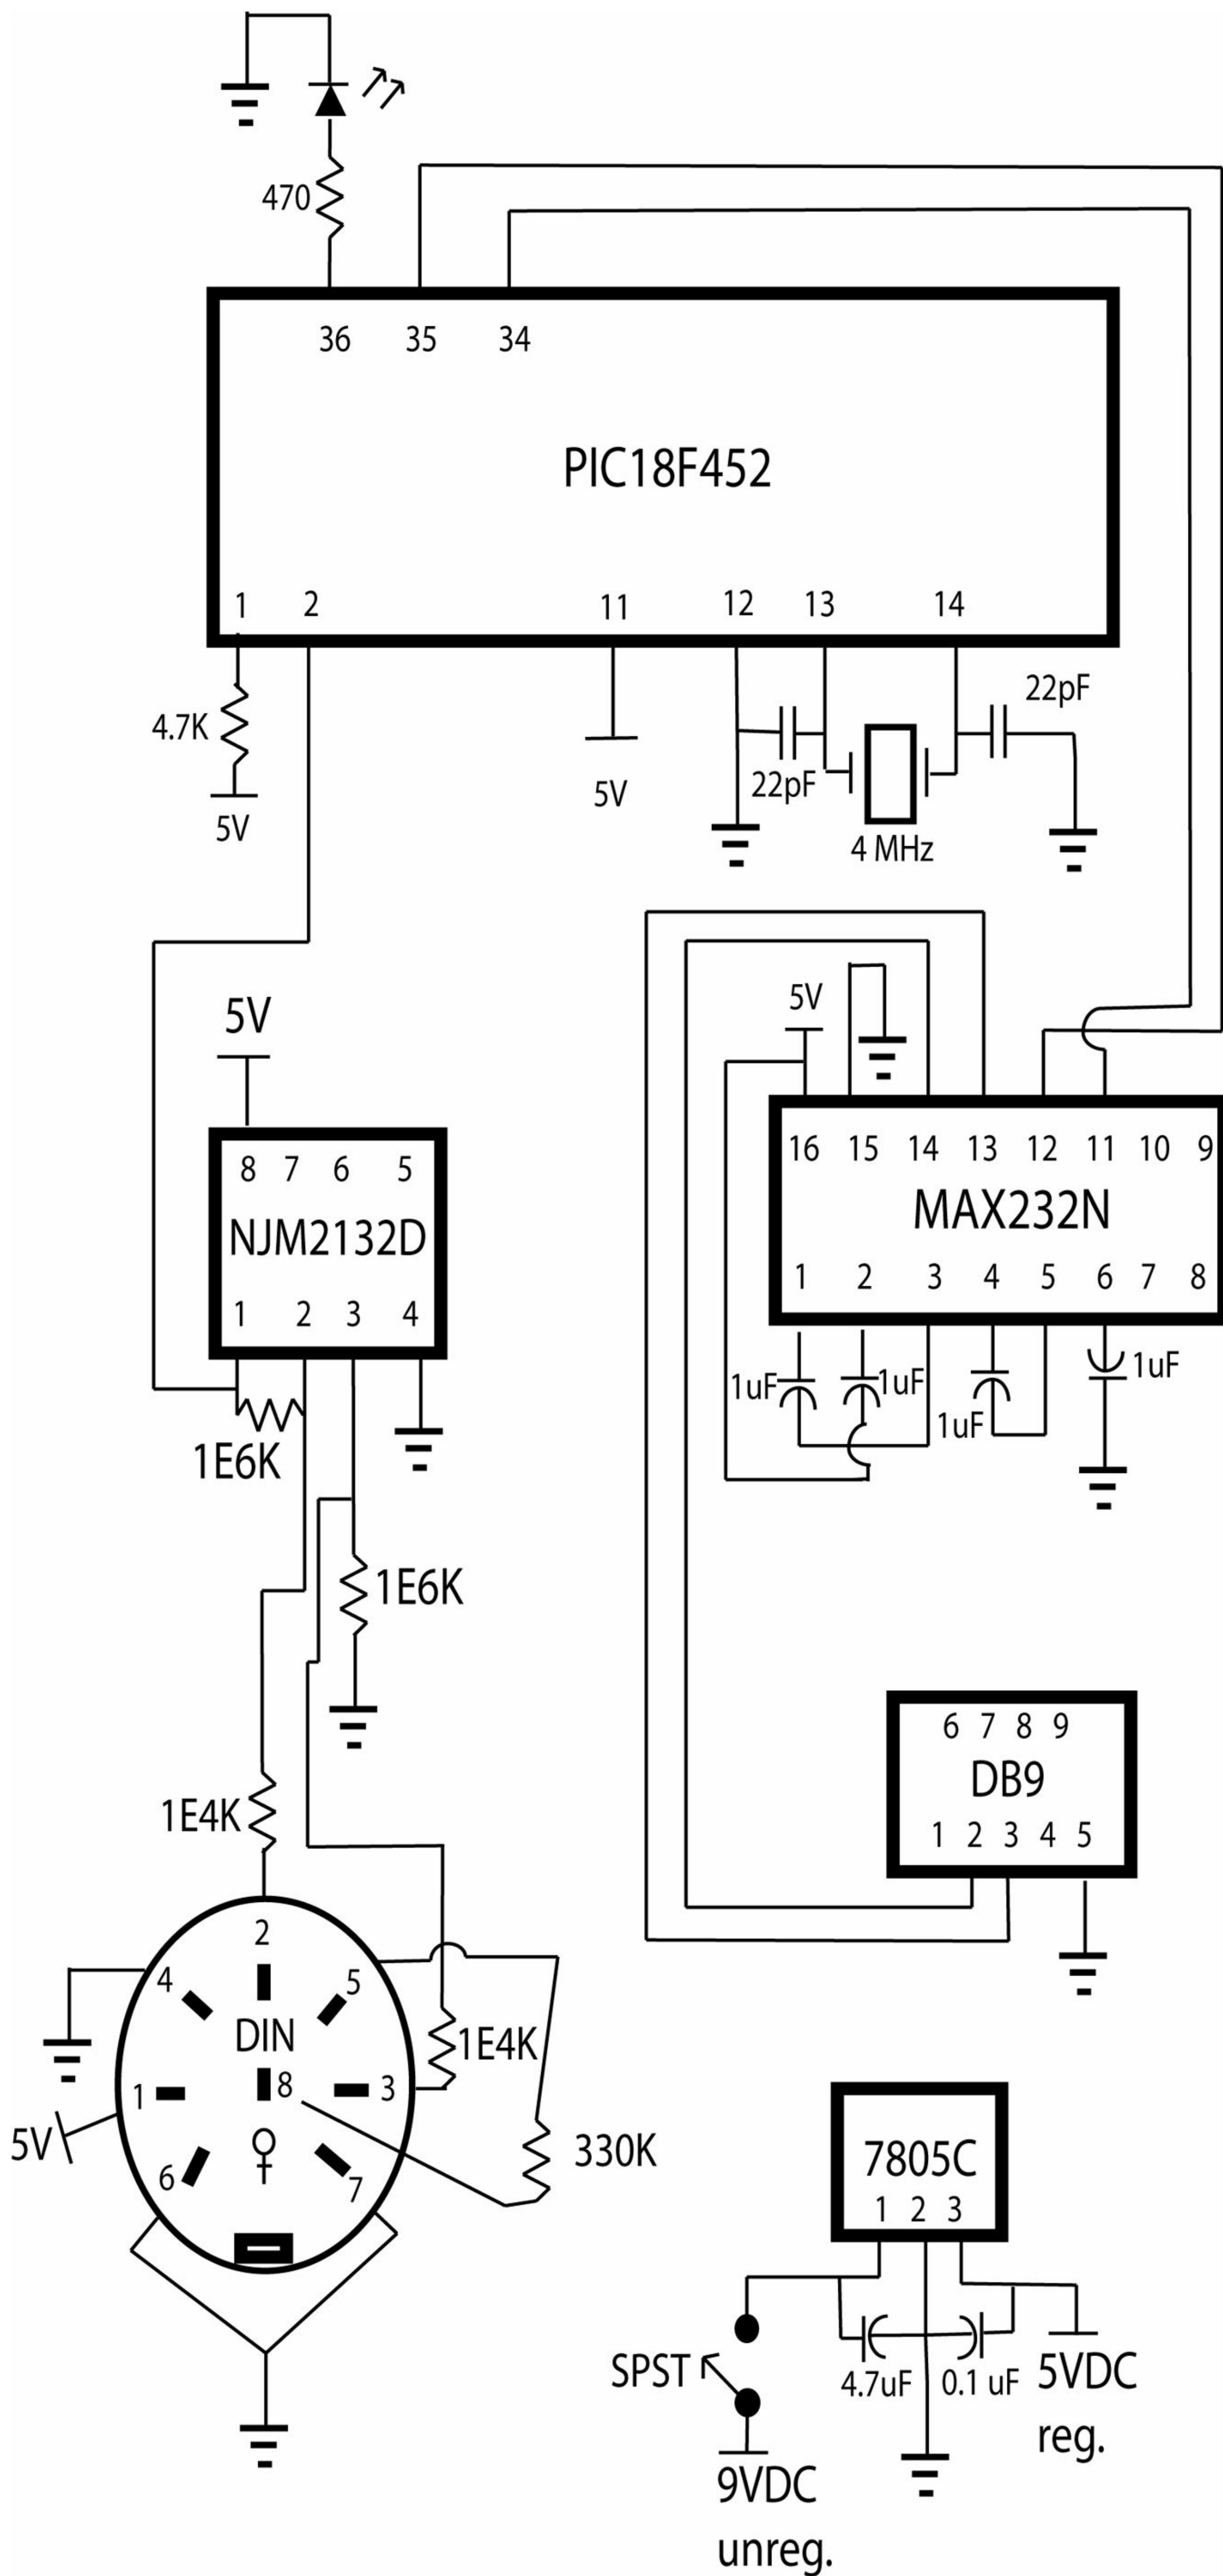 470
36 35 34
PIC18F452
1 2 11 12 13 14
4.7K
5V
5V
22pF
22pF
4 MHz
5V
8 7 6 5
NJM2132D
1 2 3 4
1E6K
1E6K
1E4K
5V
16 15 14 13 12 11 10 9
MAX232N
1 2 3 4 5 6 7 8
1uF
1uF
1uF
1uF
6 7 8 9
DB9
1 2 3 4 5
2
4 5
DIN
1 8 3
6 7
5V
1E4K
330K
7805C
1 2 3
SPST
4.7uF
0.1 uF
5VDC
reg.
9VDC
unreg.